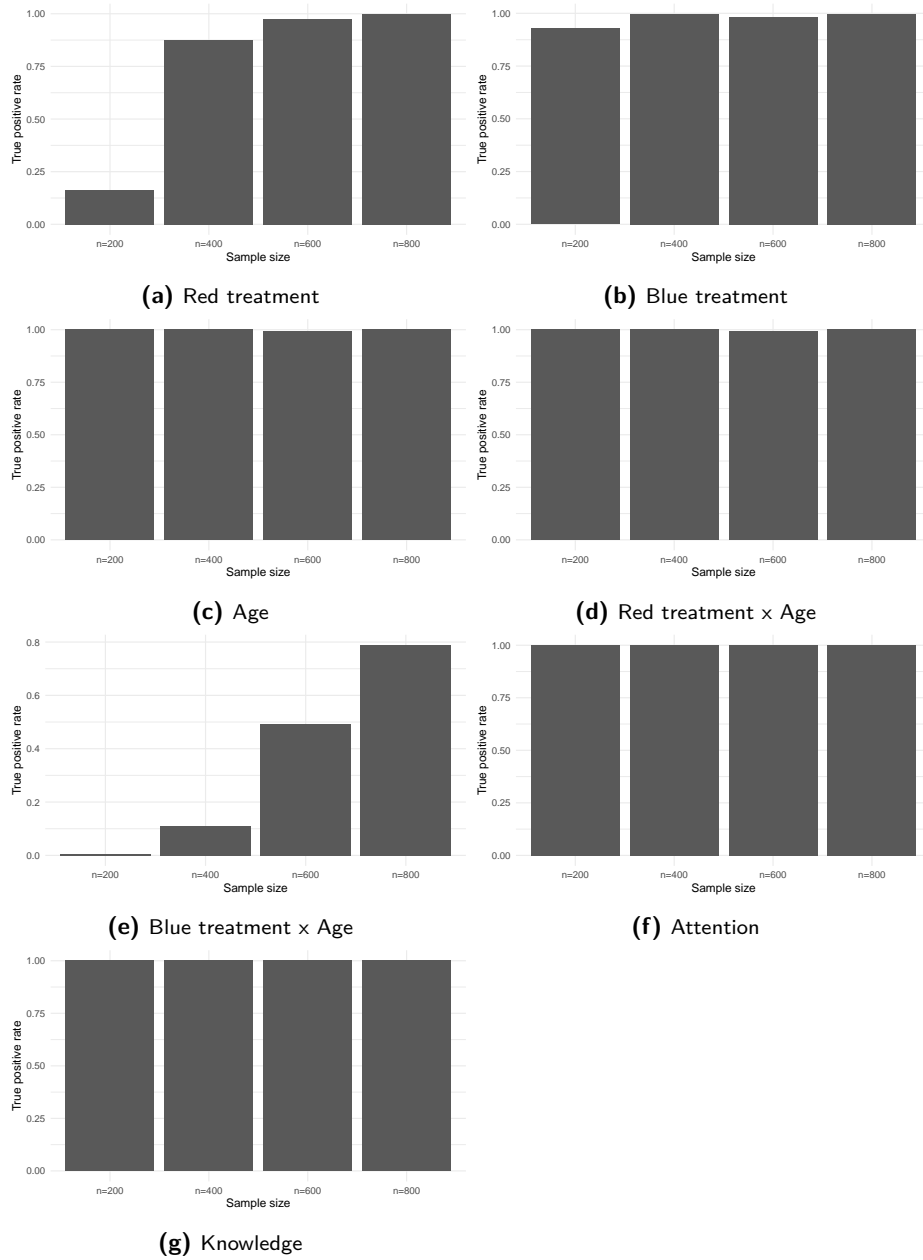 1.00
0.75
0.50
0.25
0.00
True positive rate
n=200 n=400 n=600 n=800
Sample size
(a) Red treatment
1.00
0.75
0.50
0.25
0.00
True positive rate
n=200 n=400 n=600 n=800
Sample size
(b) Blue treatment
1.00
0.75
0.50
0.25
0.00
True positive rate
n=200 n=400 n=600 n=800
Sample size
(c) Age
1.00
0.75
0.50
0.25
0.00
True positive rate
n=200 n=400 n=600 n=800
Sample size
(d) Red treatment x Age
0.8
0.6
0.4
0.2
0.0
True positive rate
n=200 n=400 n=600 n=800
Sample size
(e) Blue treatment x Age
1.00
0.75
0.50
0.25
0.00
True positive rate
n=200 n=400 n=600 n=800
Sample size
(f) Attention
1.00
0.75
0.50
0.25
0.00
True positive rate
n=200 n=400 n=600 n=800
Sample size
(g) Knowledge